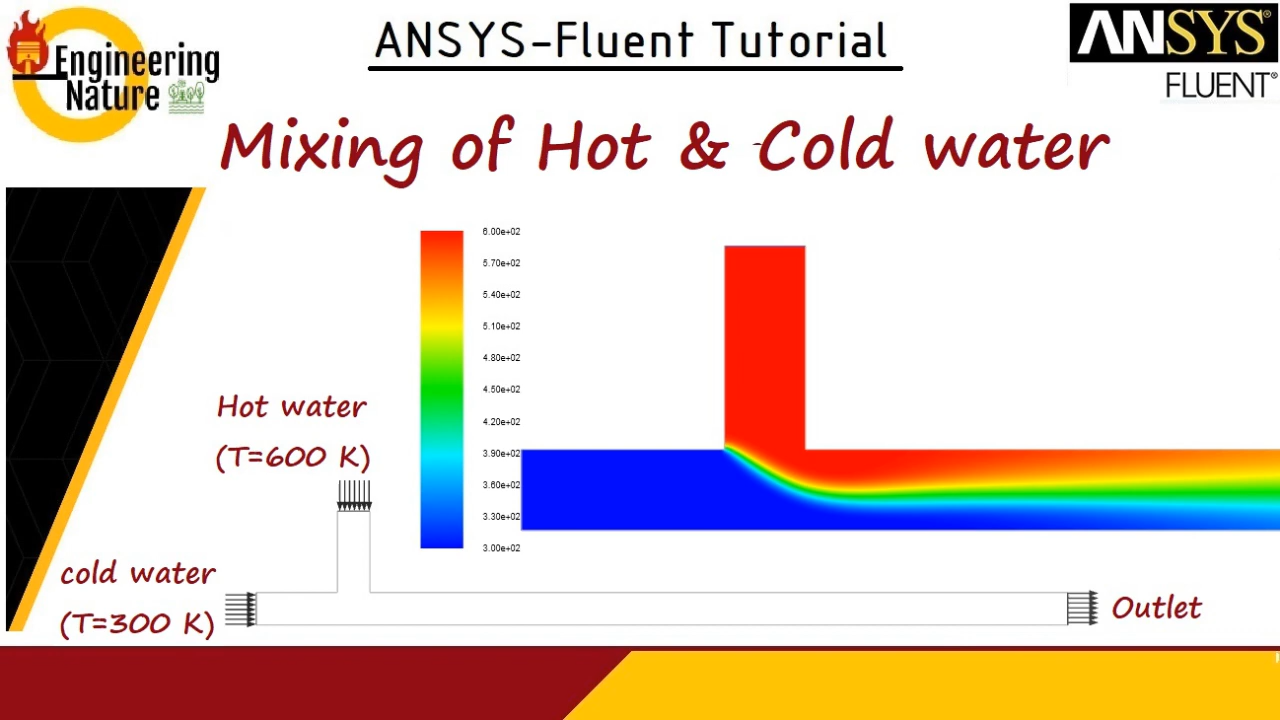 Engineering
Nature
ANSYS-Fluent Tutorial
ANSYS®
FLUENT®
Mixing of Hot & Cold water
6.00e+02
5.70e+02
5.40e+02
5.10e+02
4.80e+02
4.50e+02
4.20e+02
3.90e+02
3.60e+02
3.30e+02
3.00e+02
Hot water
(T=600 K)
cold water
(T=300 K)
Outlet